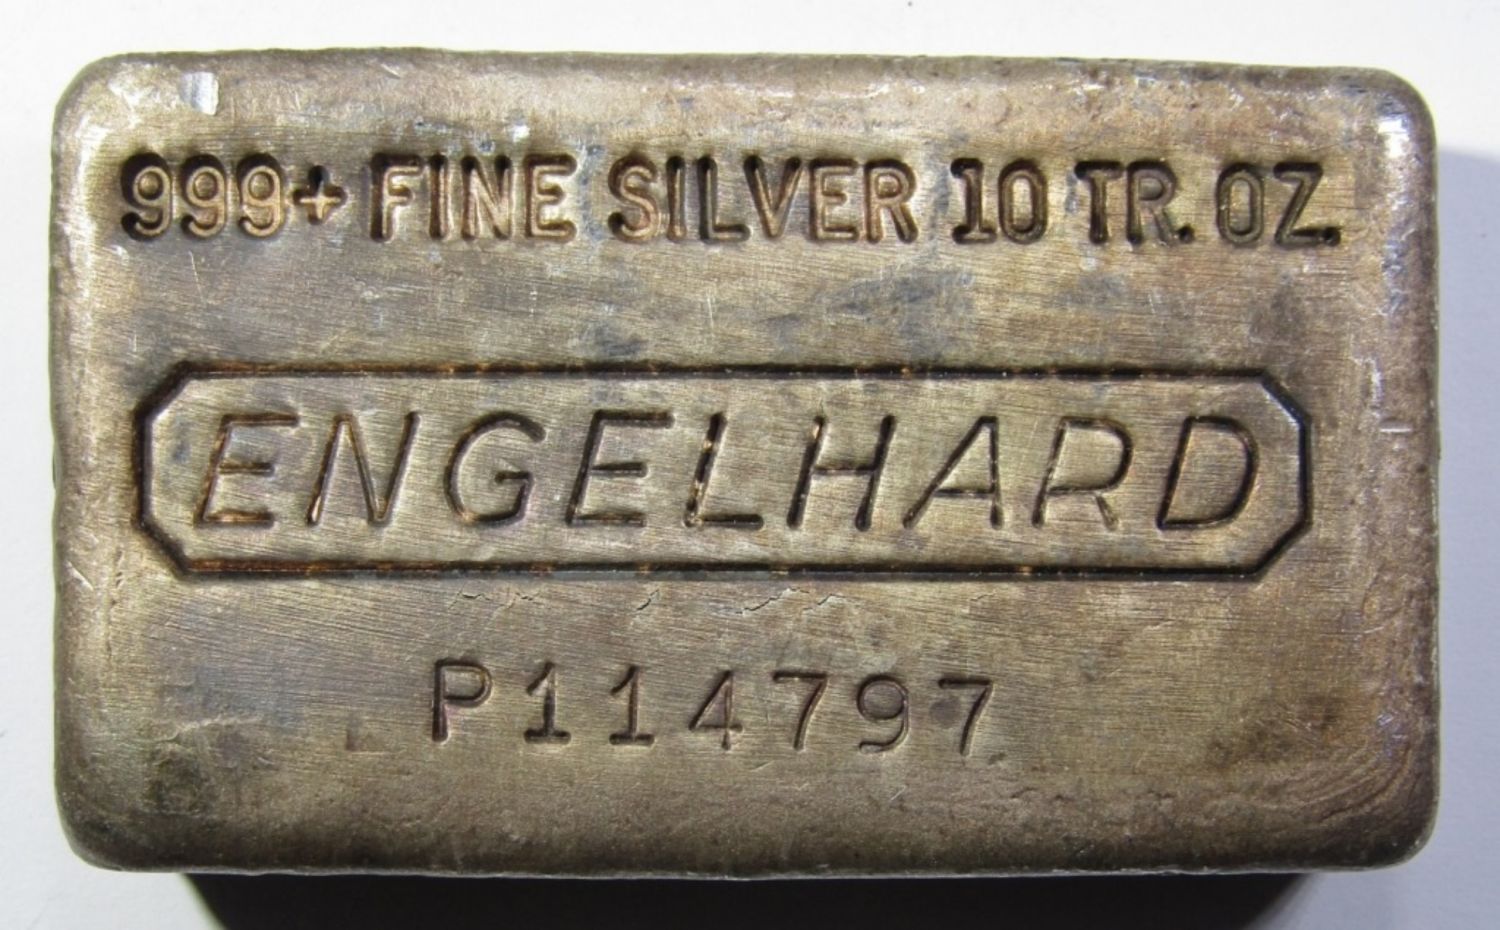 999+ FINE SILVER 10 TR. OZ.
ENGELHARD
P114797